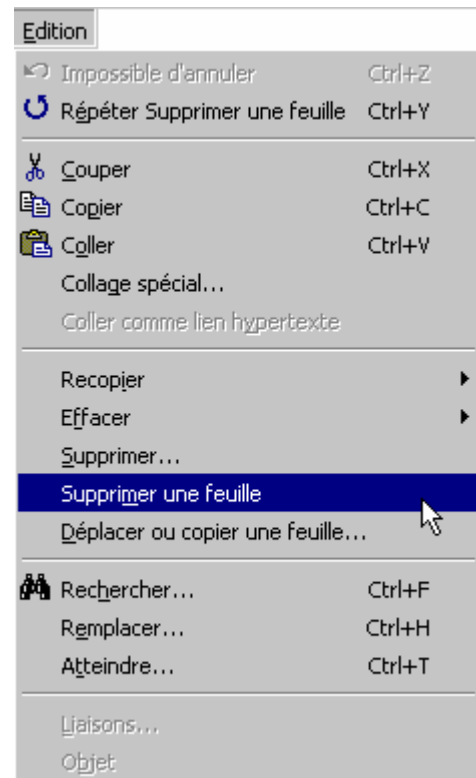 Edition
Impossible d'annuler Ctrl+Z
Répéter Supprimer une feuille Ctrl+Y
Couper Ctrl+X
Copier Ctrl+C
Coller Ctrl+V
Collage spécial...
Coller comme lien hypertexte
Recopier
Effacer
Supprimer...
Supprimer une feuille
Déplacer ou copier une feuille...
Rechercher... Ctrl+F
Remplacer... Ctrl+H
Atteindre... Ctrl+T
Liaisons...
Objet